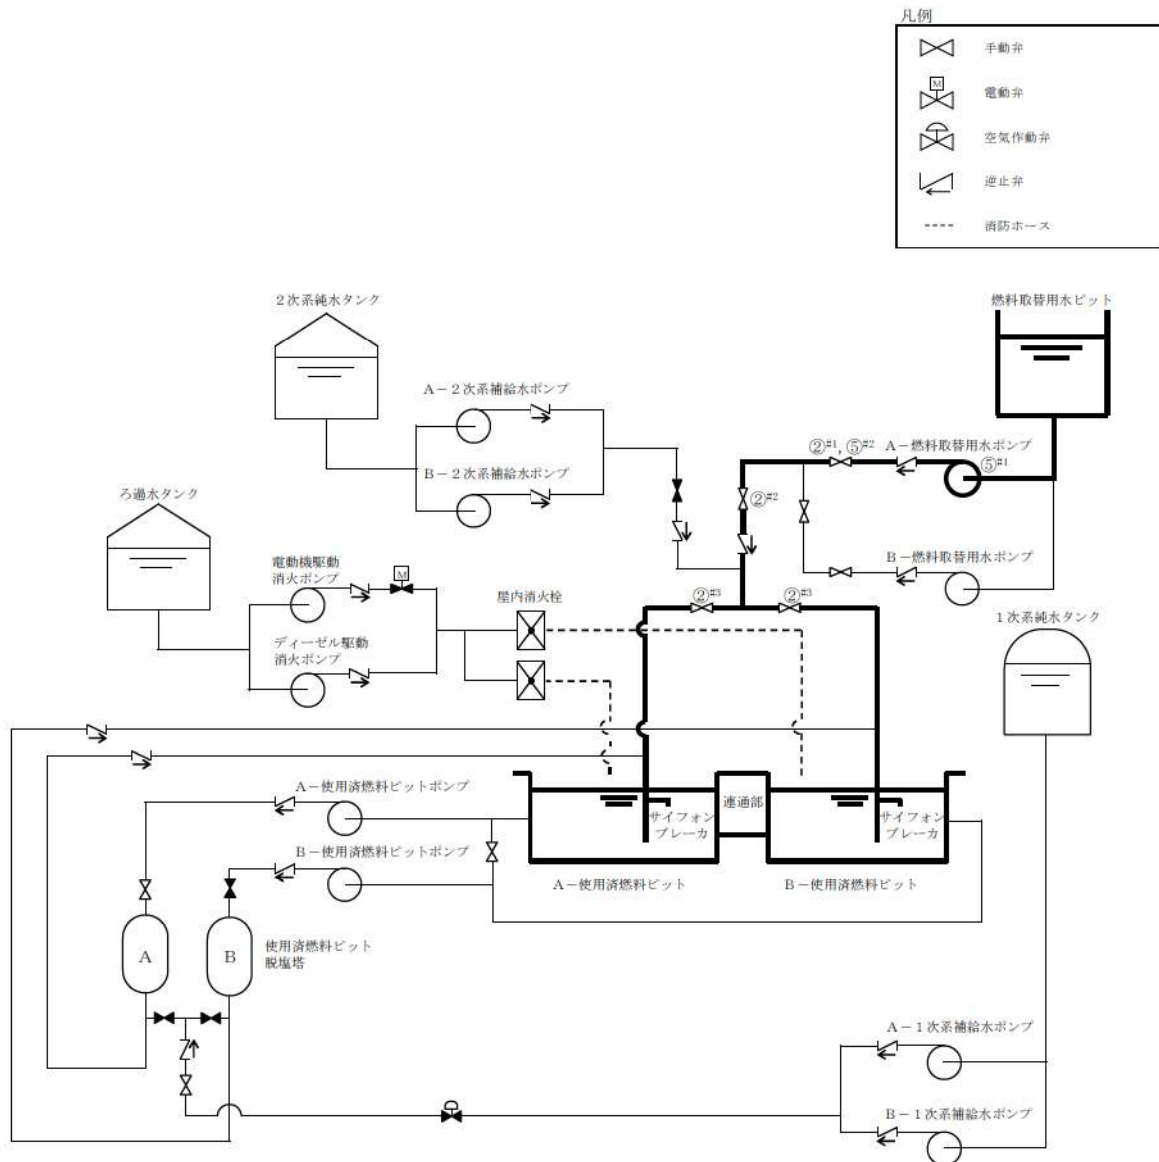 凡例
手動弁
M
電動弁
空気作動弁
逆止弁
消防ホース
2次系純水タンク
燃料取替用水ピット
A－2次系補給水ポンプ
②#1, ⑤#2
A－燃料取替用水ポンプ
⑤#1
B－2次系補給水ポンプ
②#2
ろ過水タンク
電動機駆動
消火ポンプ
M
B－燃料取替用水ポンプ
屋内消火栓
②#3
②#3
1次系純水タンク
ディーゼル駆動
消火ポンプ
A－使用済燃料ピットポンプ
連通部
サイフォン
ブレーカ
サイフォン
ブレーカ
B－使用済燃料ピットポンプ
A－使用済燃料ピット
B－使用済燃料ピット
A
B
使用済燃料ピット
脱塩塔
A－1次系補給水ポンプ
B－1次系補給水ポンプ